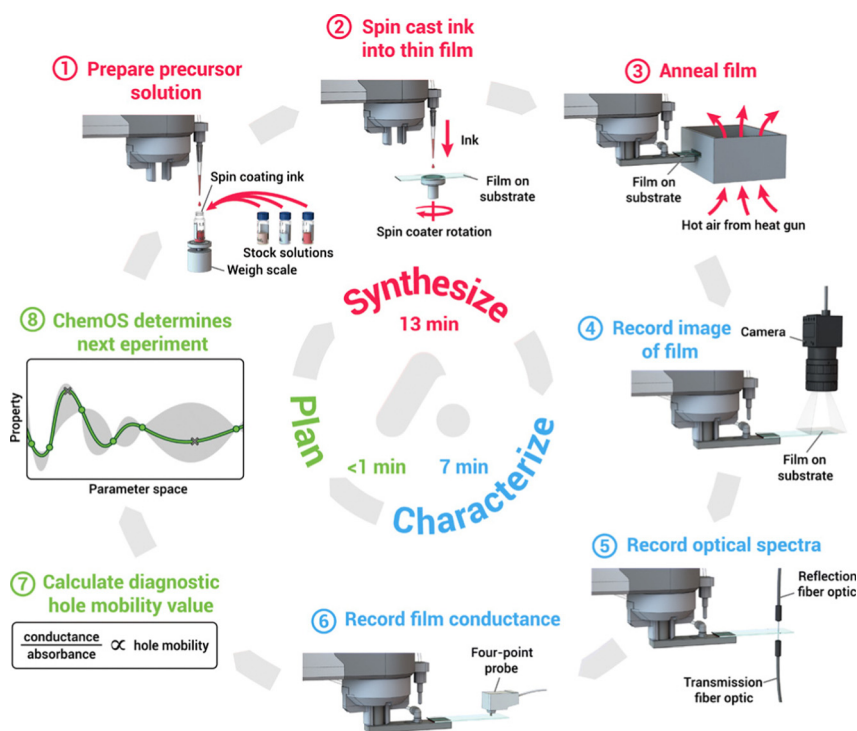 ① Prepare precursor
solution
Spin coating ink
Stock solutions
Weigh scale
② Spin cast ink
into thin film
Ink
Film on
substrate
Spin coater rotation
③ Anneal film
Film on
substrate
Hot air from heat gun
④ Record image
of film
Camera
Film on
substrate
⑤ Record optical spectra
Reflection
fiber optic
Transmission
fiber optic
⑥ Record film conductance
Four-point
probe
⑦ Calculate diagnostic
hole mobility value
conductance
absorbance
∝ hole mobility
⑧ ChemOS determines
next eperiment
Property
Parameter space
Synthesize
13 min
Characterize
7 min
Plan
<1 min